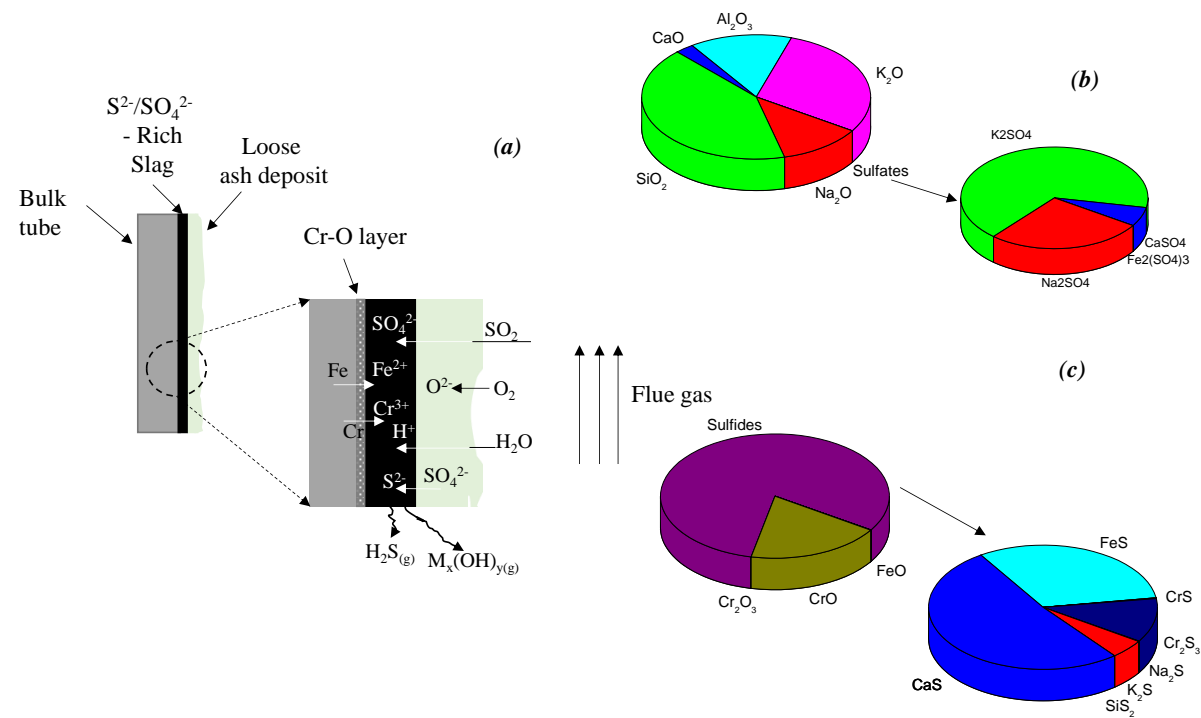 S²⁻/SO₄²⁻
- Rich
Slag
Loose
ash deposit
Bulk
tube
(a)
Cr-O layer
SO₄²⁻
SO₂
Fe
Fe²⁺
O²⁻
O₂
Cr³⁺
Cr
H⁺
H₂O
S²⁻
SO₄²⁻
H₂S(g)
Mₓ(OH)y(g)
Flue gas
(b)
Al₂O₃
CaO
K₂O
SiO₂
Na₂O
Sulfates
K2SO4
CaSO4
Fe2(SO4)3
Na2SO4
(c)
Sulfides
FeO
CrO
Cr₂O₃
FeS
CrS
Cr₂S₃
Na₂S
K₂S
SiS₂
CaS